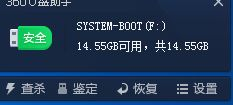 360U盘助手
SYSTEM-BOOT(F:)
安全
14.55GB可用，共14.55GB
查杀 鉴定 恢复 设置